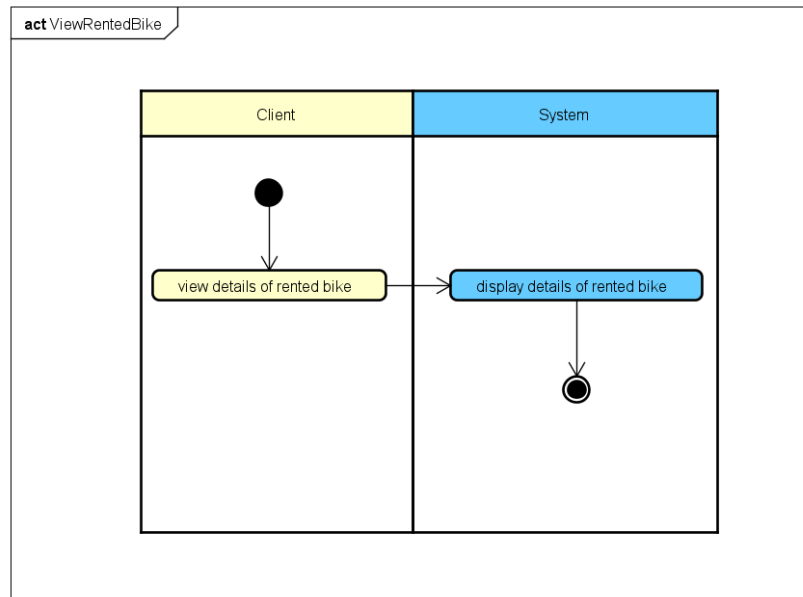 act ViewRentedBike
Client
System
view details of rented bike
display details of rented bike